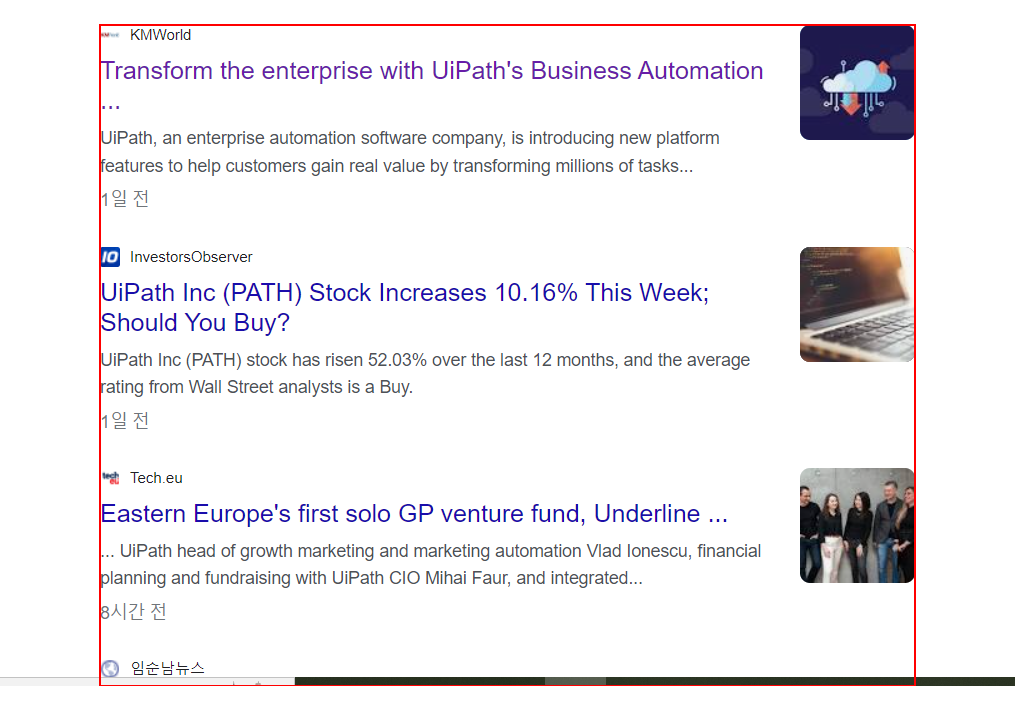 KMWorld
Transform the enterprise with UiPath's Business Automation
...
UiPath, an enterprise automation software company, is introducing new platform
features to help customers gain real value by transforming millions of tasks...
1일 전
InvestorsObserver
UiPath Inc (PATH) Stock Increases 10.16% This Week;
Should You Buy?
UiPath Inc (PATH) stock has risen 52.03% over the last 12 months, and the average
rating from Wall Street analysts is a Buy.
1일 전
Tech.eu
Eastern Europe's first solo GP venture fund, Underline ...
... UiPath head of growth marketing and marketing automation Vlad Ionescu, financial
planning and fundraising with UiPath CIO Mihai Faur, and integrated...
8시간 전
임순남뉴스